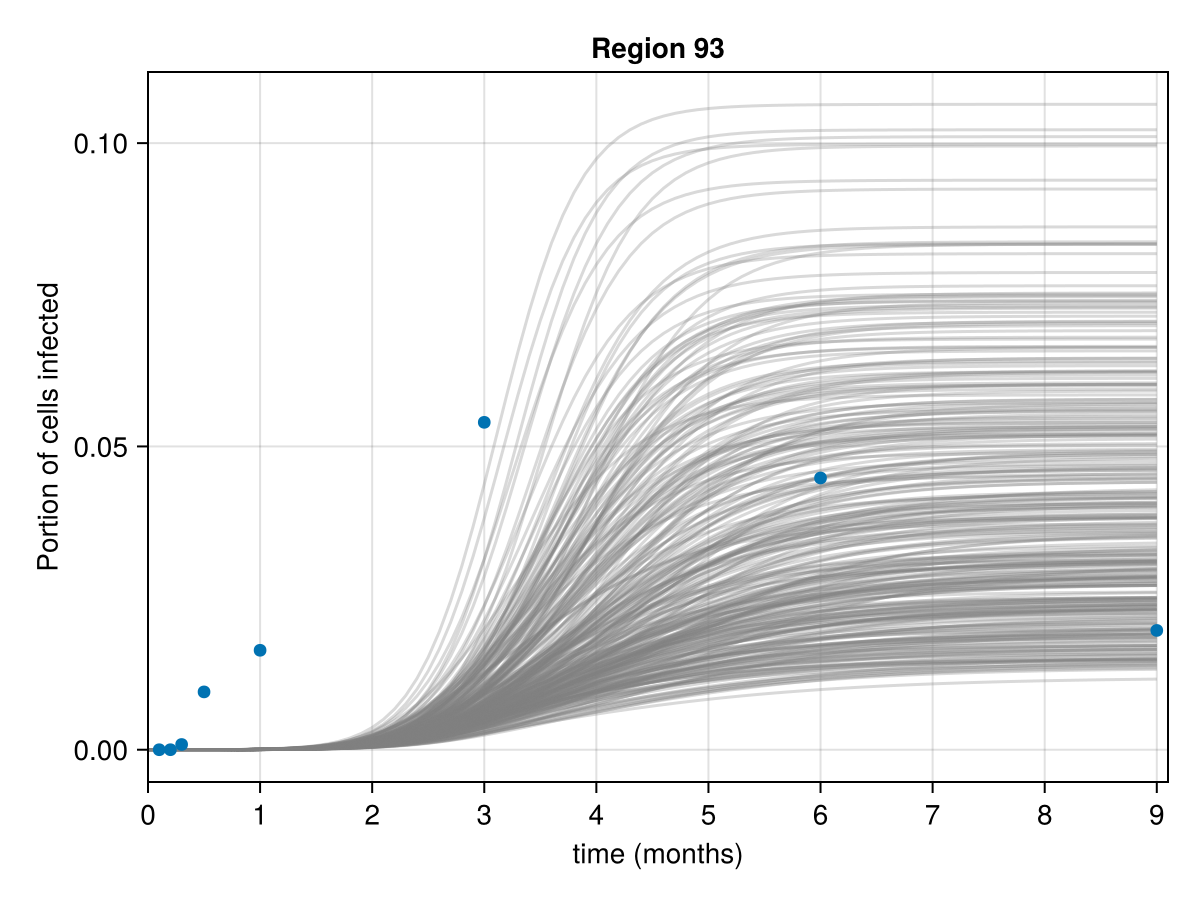 Region 93
Portion of cells infected
0.10
0.05
0.00
0 1 2 3 4 5 6 7 8 9
time (months)